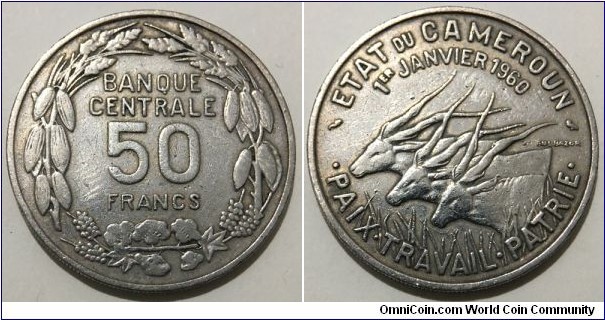 BANQUE
CENTRALE
50
FRANCS
ETAT DU CAMEROUN
1ER JANVIER 1960
PAIX · TRAVAIL · PATRIE
OmniCoin.com World Coin Community